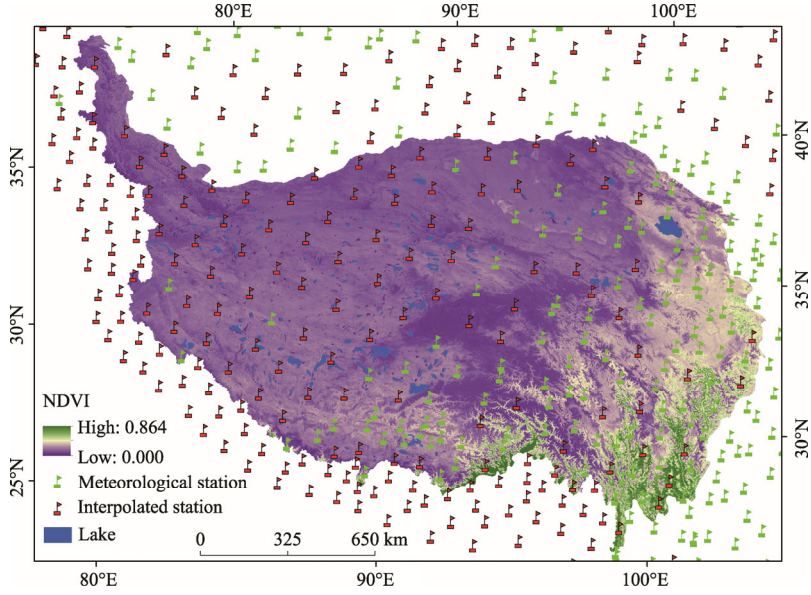 80°E 90°E 100°E
40°N
35°N
35°N
30°N
30°N
25°N
NDVI
High: 0.864
Low: 0.000
Meteorological station
Interpolated station
Lake
0 325 650 km
80°E 90°E 100°E